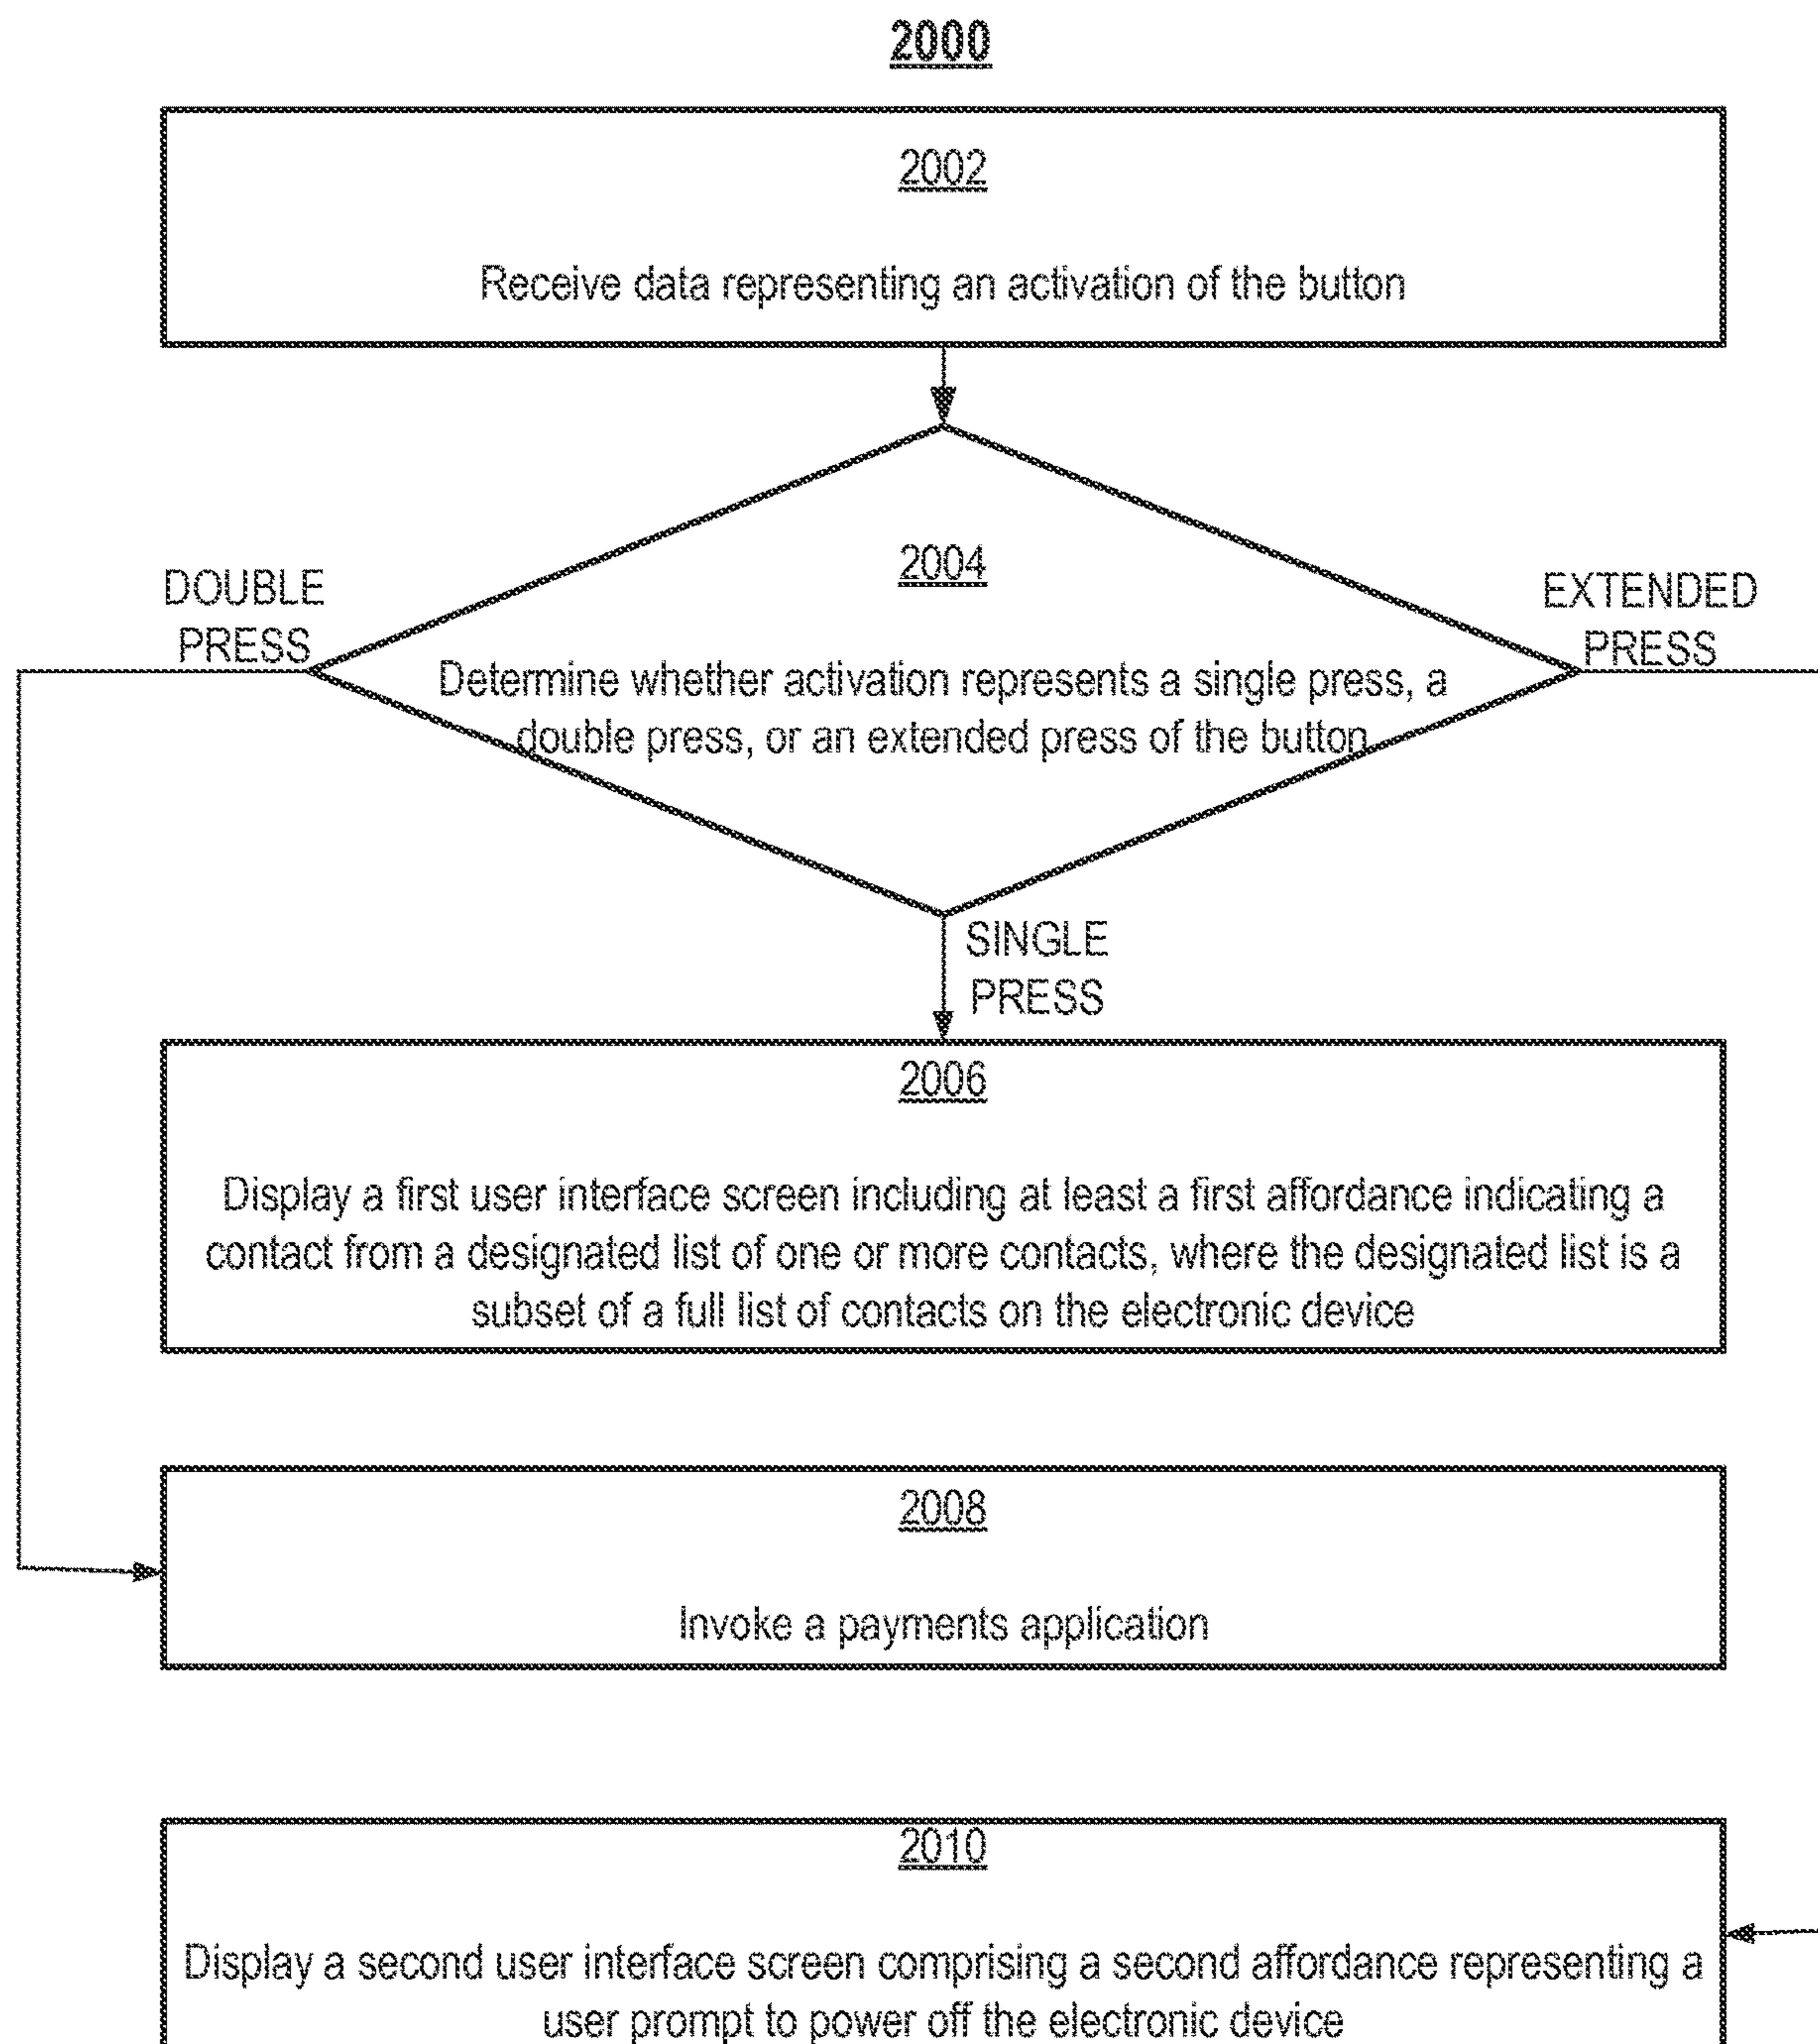 2000
2002
Receive data representing an activation of the button
2004
DOUBLE
PRESS
EXTENDED
PRESS
Determine whether activation represents a single press, a
double press, or an extended press of the button
SINGLE
PRESS
2006
Display a first user interface screen including at least a first affordance indicating a
contact from a designated list of one or more contacts, where the designated list is a
subset of a full list of contacts on the electronic device
2008
Invoke a payments application
2010
Display a second user interface screen comprising a second affordance representing a
user prompt to power off the electronic device